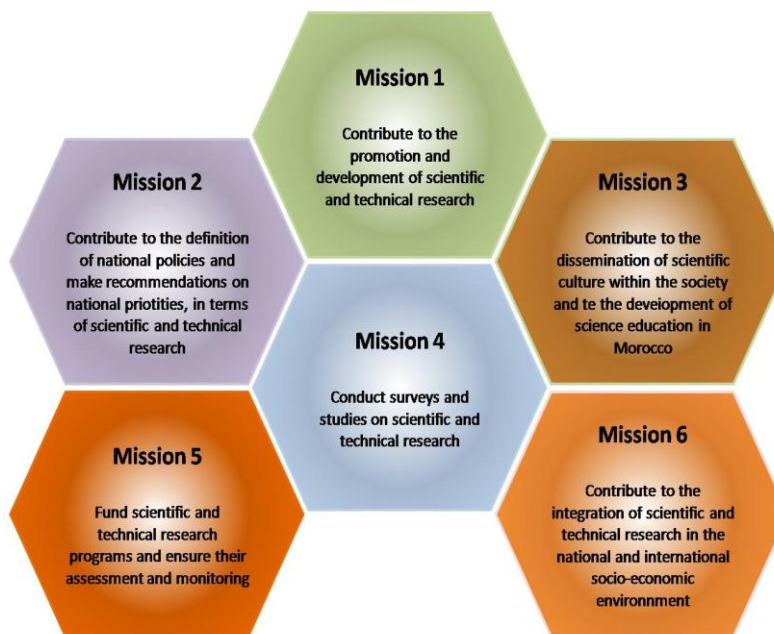 Mission 1
Contribute to the
promotion and
development of scientific
and technical research
Mission 2
Contribute to the definition
of national policies and
make recommendations on
national priotities, in terms
of scientific and technical
research
Mission 3
Contribute to the
dissemination of scientific
culture within the society
and te the deveiopment of
science education in
Morocco
Mission 4
Conduct surveys and
studies on scientific and
technical research
Mission 5
Fund scientific and
technical research
programs and ensure their
assessment and monitoring
Mission 6
Contribute to the
integration of scientific and
technical research in the
national and international
socio-economic
environnment